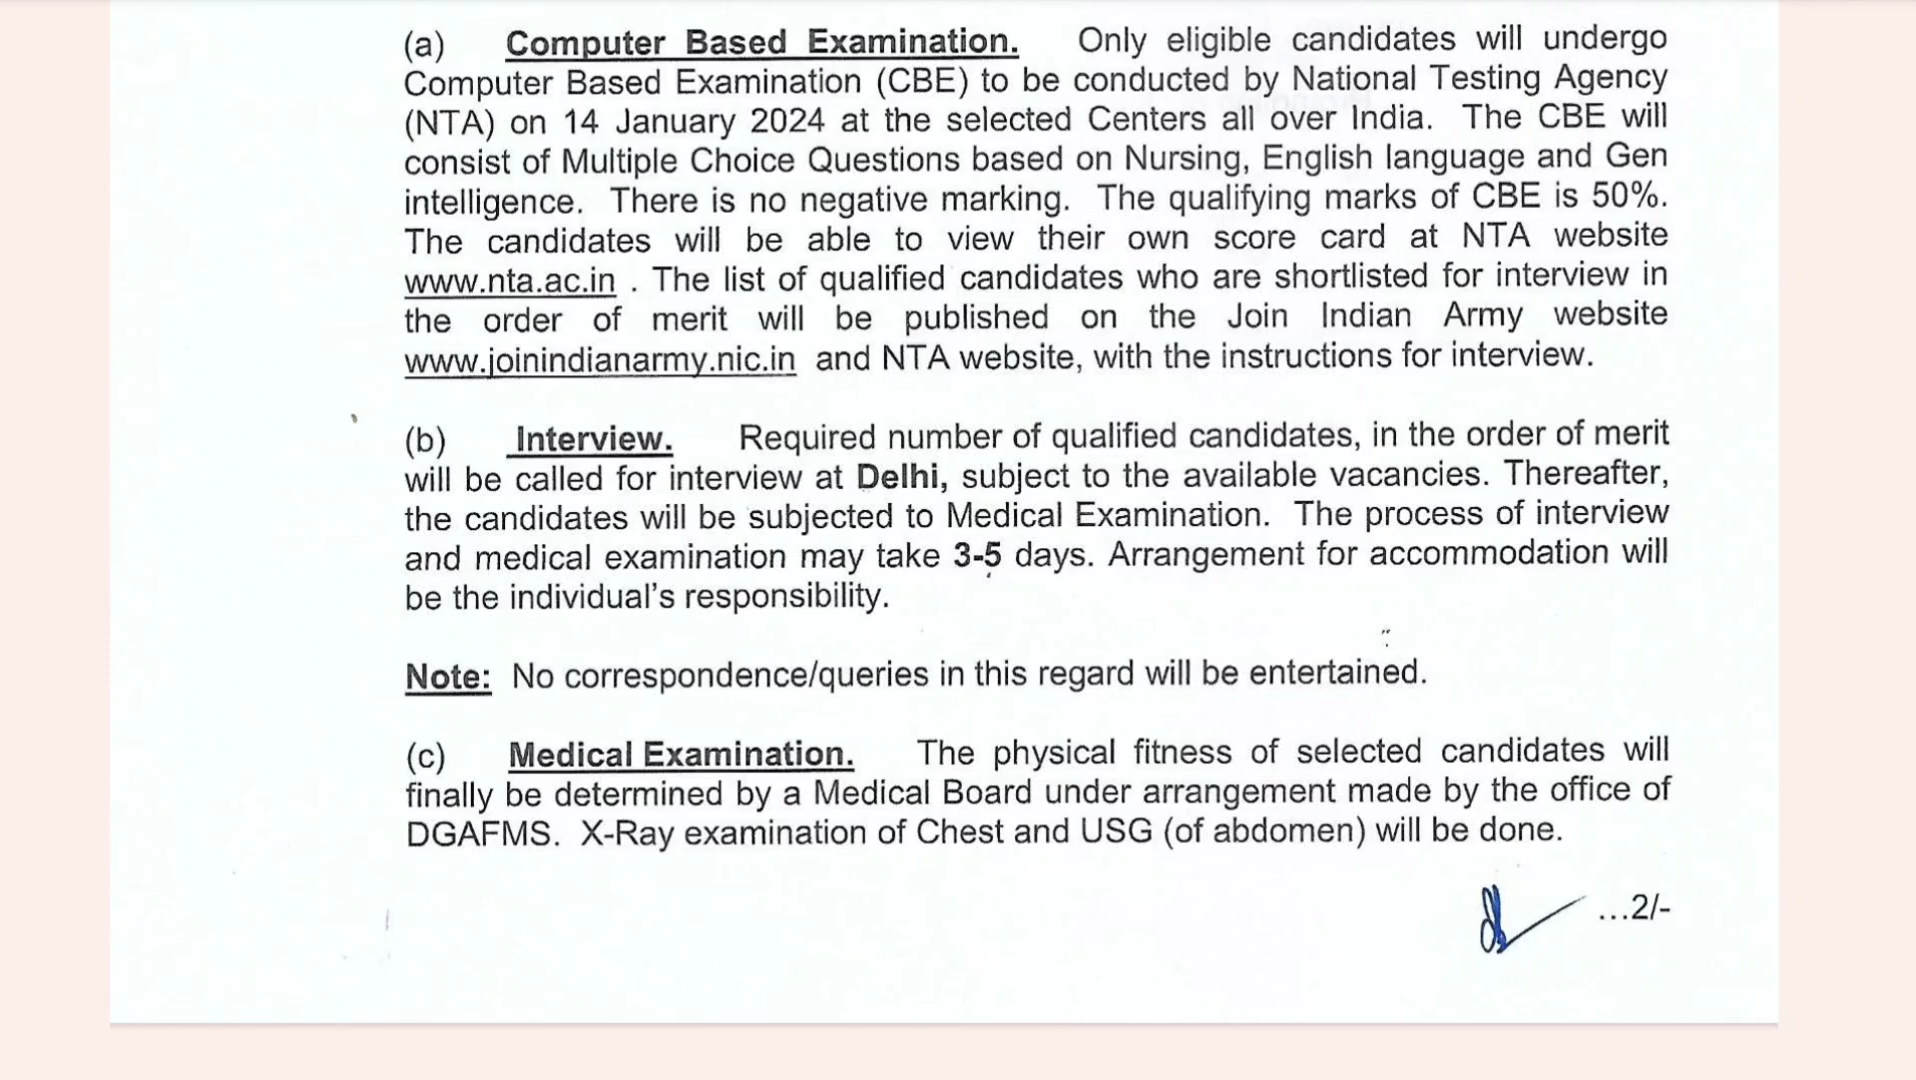 (a) Computer Based Examination. Only eligible candidates will undergo
Computer Based Examination (CBE) to be conducted by National Testing Agency
(NTA) on 14 January 2024 at the selected Centers all over India. The CBE will
consist of Multiple Choice Questions based on Nursing, English language and Gen
intelligence. There is no negative marking. The qualifying marks of CBE is 50%.
The candidates will be able to view their own score card at NTA website
www.nta.ac.in . The list of qualified candidates who are shortlisted for interview in
the order of merit will be published on the Join Indian Army website
www.joinindianarmy.nic.in and NTA website, with the instructions for interview.
(b) Interview. Required number of qualified candidates, in the order of merit
will be called for interview at Delhi, subject to the available vacancies. Thereafter,
the candidates will be subjected to Medical Examination. The process of interview
and medical examination may take 3-5 days. Arrangement for accommodation will
be the individual's responsibility.
Note: No correspondence/queries in this regard will be entertained.
(c) Medical Examination. The physical fitness of selected candidates will
finally be determined by a Medical Board under arrangement made by the office of
DGAFMS. X-Ray examination of Chest and USG (of abdomen) will be done.
...2/-